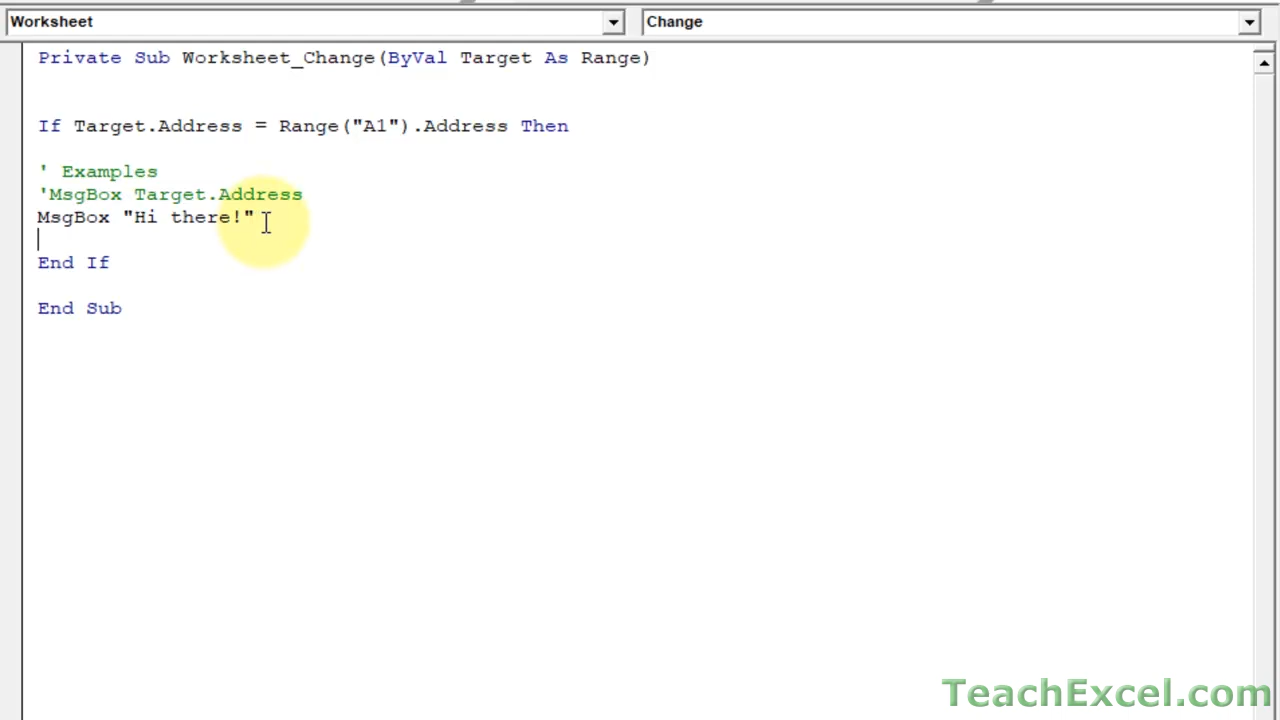 Worksheet
Change
Private Sub Worksheet_Change(ByVal Target As Range)
If Target.Address = Range("A1").Address Then
' Examples
'MsgBox Target.Address
MsgBox "Hi there!"
End If
End Sub
TeachExcel.com